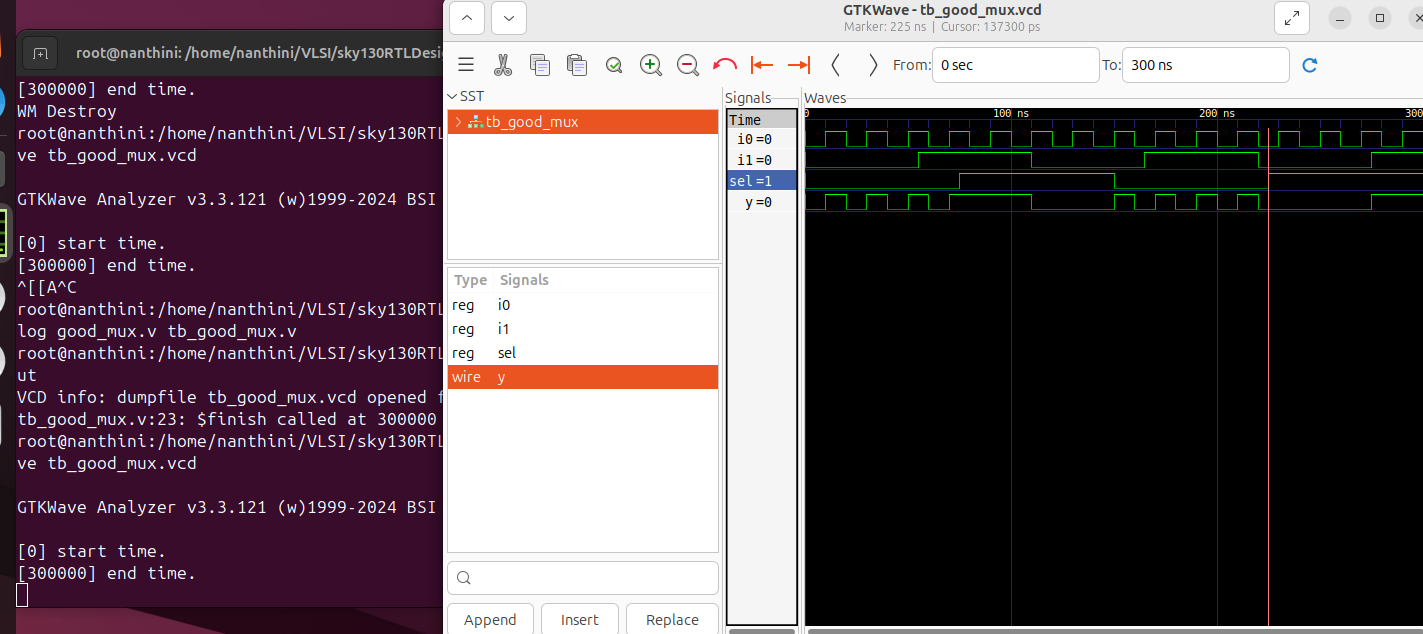 root@nanthini: /home/nanthini/VLSI/sky130RTLDesi
[300000] end time.
WM Destroy
root@nanthini:/home/nanthini/VLSI/sky130RTL
ve tb_good_mux.vcd
GTKWave Analyzer v3.3.121 (w)1999-2024 BSI
[0] start time.
[300000] end time.
^[[A^C
root@nanthini:/home/nanthini/VLSI/sky130RTL
log good_mux.v tb_good_mux.v
root@nanthini:/home/nanthini/VLSI/sky130RTL
ut
VCD info: dumpfile tb_good_mux.vcd opened f
tb_good_mux.v:23: $finish called at 300000
root@nanthini:/home/nanthini/VLSI/sky130RTL
ve tb_good_mux.vcd
GTKWave Analyzer v3.3.121 (w)1999-2024 BSI
[0] start time.
[300000] end time.
GTKWave - tb_good_mux.vcd
Marker: 225 ns | Cursor: 137300 ps
From: 0 sec To: 300 ns
SST
tb_good_mux
Type Signals
reg i0
reg i1
reg sel
wire y
Append Insert Replace
Signals
Time
i0=0
i1=0
sel=1
y=0
Waves
0 100 ns 200 ns 300